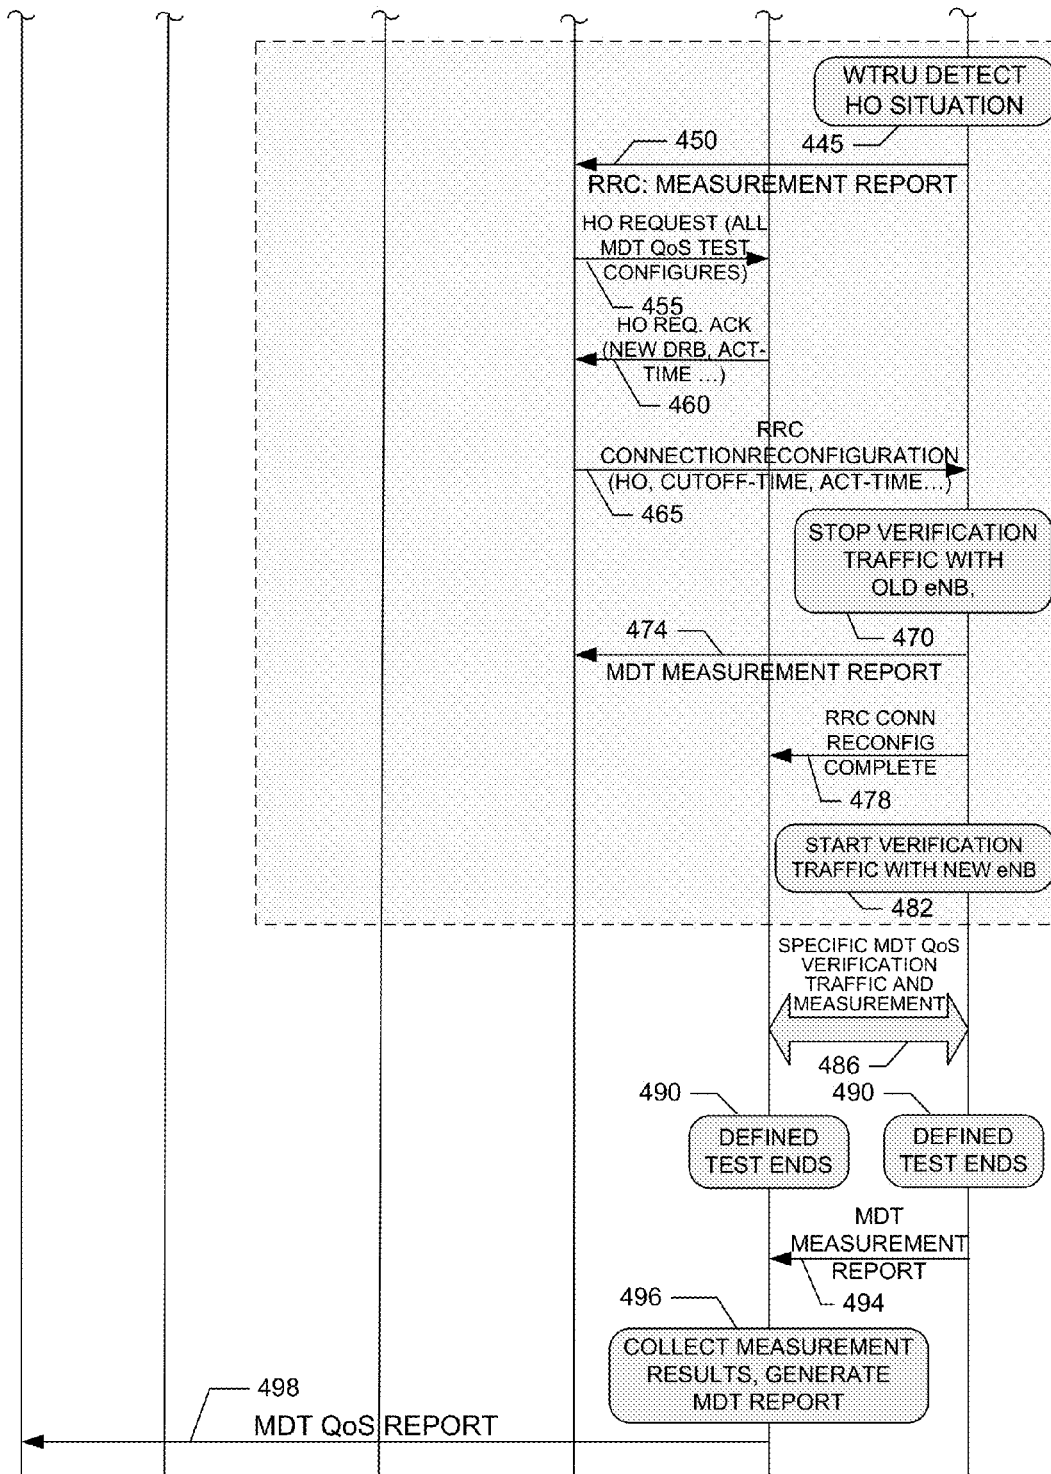 WTRU DETECT
HO SITUATION
445
450
RRC: MEASUREMENT REPORT
HO REQUEST (ALL
MDT QoS TEST
CONFIGURES)
455
HO REQ. ACK
(NEW DRB, ACT-
TIME ...)
460
RRC
CONNECTIONRECONFIGURATION
(HO, CUTOFF-TIME, ACT-TIME...)
465
STOP VERIFICATION
TRAFFIC WITH
OLD eNB,
470
474
MDT MEASUREMENT REPORT
RRC CONN
RECONFIG
COMPLETE
478
START VERIFICATION
TRAFFIC WITH NEW eNB
482
SPECIFIC MDT QoS
VERIFICATION
TRAFFIC AND
MEASUREMENT
486
490
490
DEFINED
TEST ENDS
DEFINED
TEST ENDS
MDT
MEASUREMENT
REPORT
494
496
COLLECT MEASUREMENT
RESULTS, GENERATE
MDT REPORT
498
MDT QoS REPORT